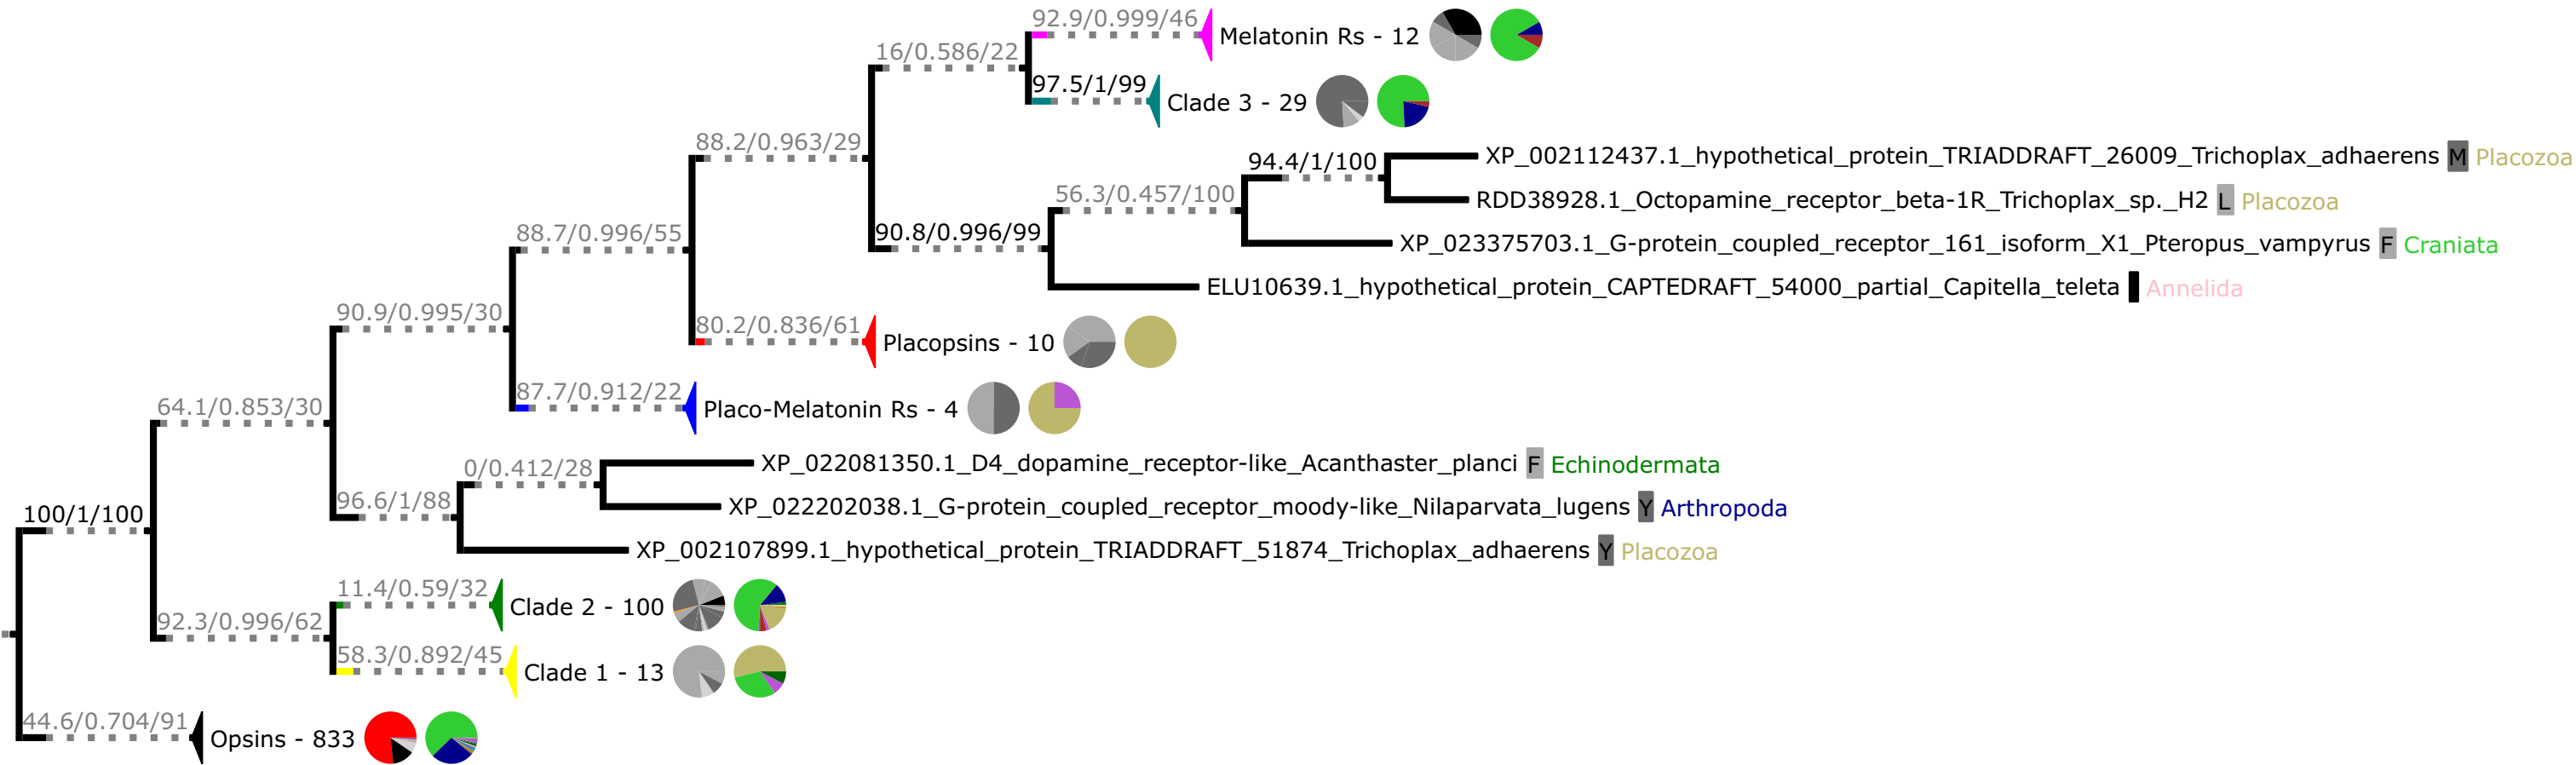 92.9/0.999/46
Melatonin Rs - 12
16/0.586/22
97.5/1/99
Clade 3 - 29
88.2/0.963/29
94.4/1/100
XP_002112437.1_hypothetical_protein_TRIADDRAFT_26009_Trichoplax_adhaerens M Placozoa
56.3/0.457/100
RDD38928.1_Octopamine_receptor_beta-1R_Trichoplax_sp._H2 L Placozoa
88.7/0.996/55
90.8/0.996/99
XP_023375703.1_G-protein_coupled_receptor_161_isoform_X1_Pteropus_vampyrus F Craniata
ELU10639.1_hypothetical_protein_CAPTEDRAFT_54000_partial_Capitella_teleta Annelida
90.9/0.995/30
80.2/0.836/61
Placopsins - 10
87.7/0.912/22
Placo-Melatonin Rs - 4
64.1/0.853/30
0/0.412/28
XP_022081350.1_D4_dopamine_receptor-like_Acanthaster_planci F Echinodermata
96.6/1/88
XP_022202038.1_G-protein_coupled_receptor_moody-like_Nilaparvata_lugens Y Arthropoda
100/1/100
XP_002107899.1_hypothetical_protein_TRIADDRAFT_51874_Trichoplax_adhaerens Y Placozoa
11.4/0.59/32
Clade 2 - 100
92.3/0.996/62
58.3/0.892/45
Clade 1 - 13
44.6/0.704/91
Opsins - 833